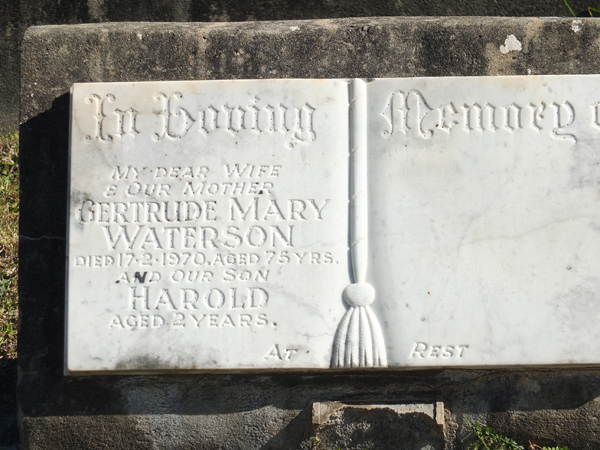 In Loving Memory o
My Dear Wife
& Our Mother
Gertrude Mary
Waterson
Died 17·2·1970. Aged 75 Yrs.
And Our Son
Harold
Aged 2 Years.
At Rest